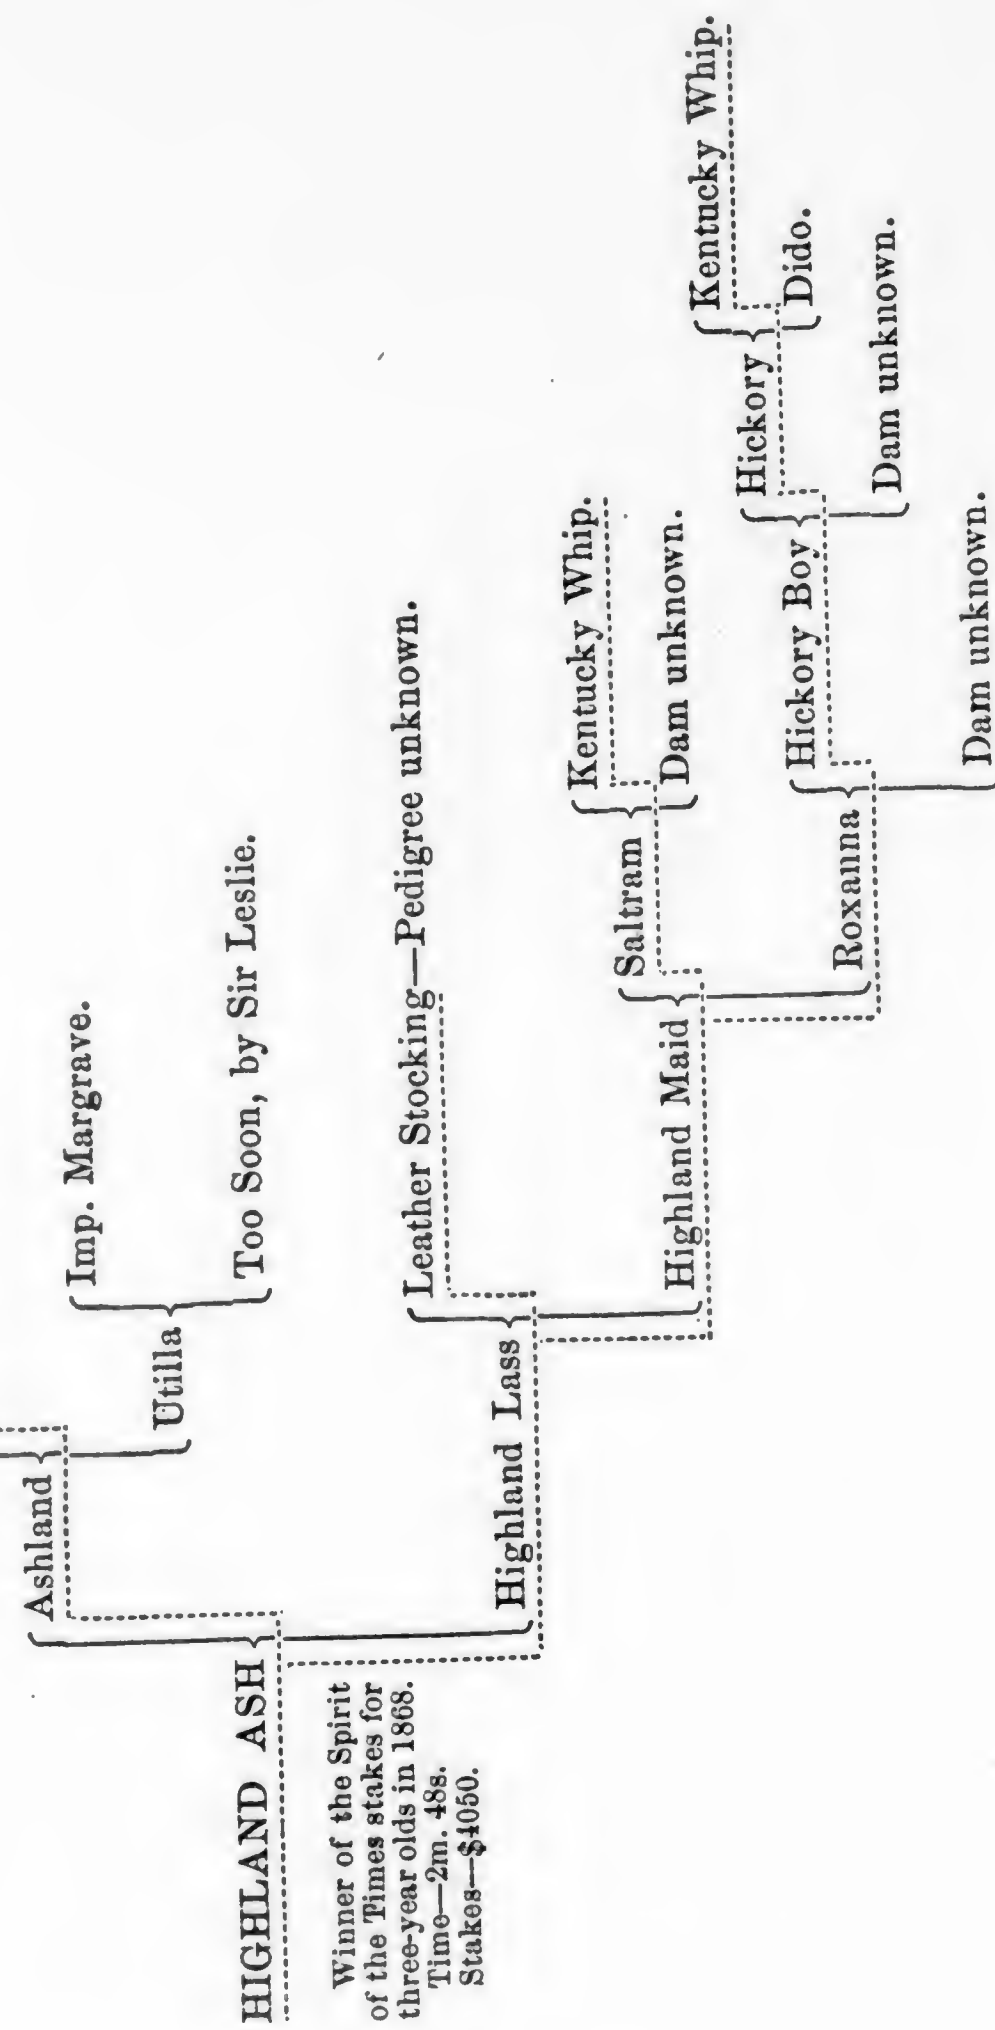 HIGHLAND ASH
Winner of the Spirit
of the Times stakes for
three-year olds in 1868.
Time—2m. 48s.
Stakes—$4050.
Ashland
Utilla
Imp. Margrave.
Too Soon, by Sir Leslie.
Highland Lass
Leather Stocking—Pedigree unknown.
Highland Maid
Saltram
Kentucky Whip.
Dam unknown.
Roxanna
Hickory Boy
Hickory
Kentucky Whip.
Dido.
Dam unknown.
Dam unknown.